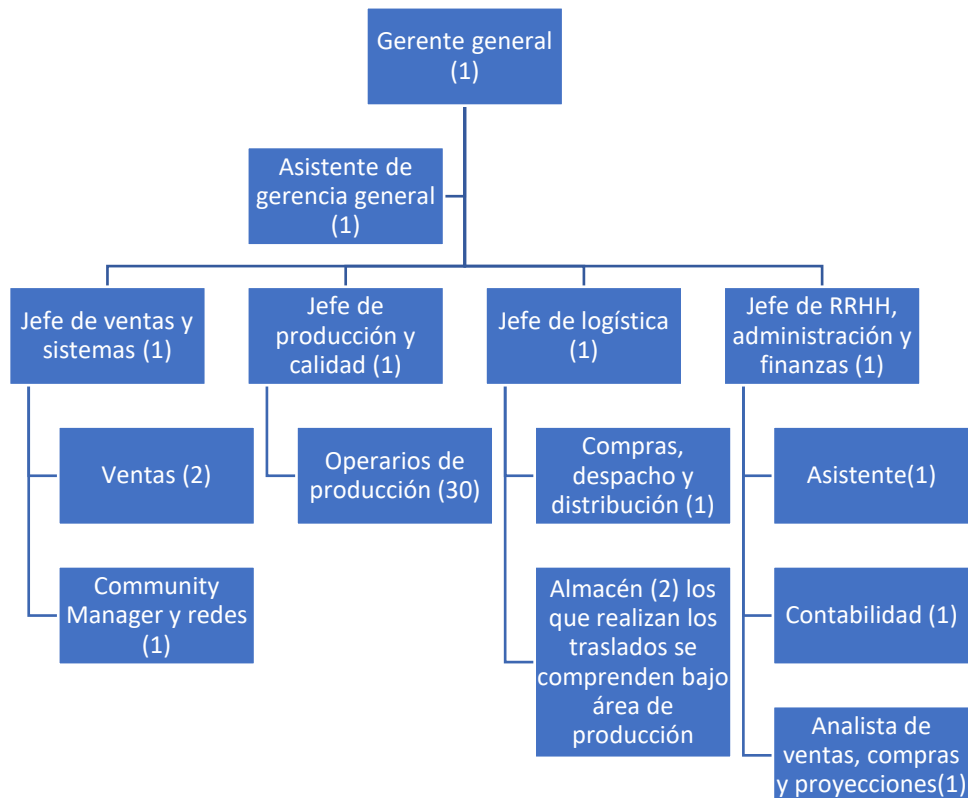 Gerente general
(1)
Asistente de
gerencia general
(1)
Jefe de ventas y
sistemas (1)
Jefe de
producción y
calidad (1)
Jefe de logística
(1)
Jefe de RRHH,
administración y
finanzas (1)
Ventas (2)
Community
Manager y redes
(1)
Operarios de
producción (30)
Compras,
despacho y
distribución (1)
Almacén (2) los
que realizan los
traslados se
comprenden bajo
área de
producción
Asistente(1)
Contabilidad (1)
Analista de
ventas, compras
y proyecciones(1)